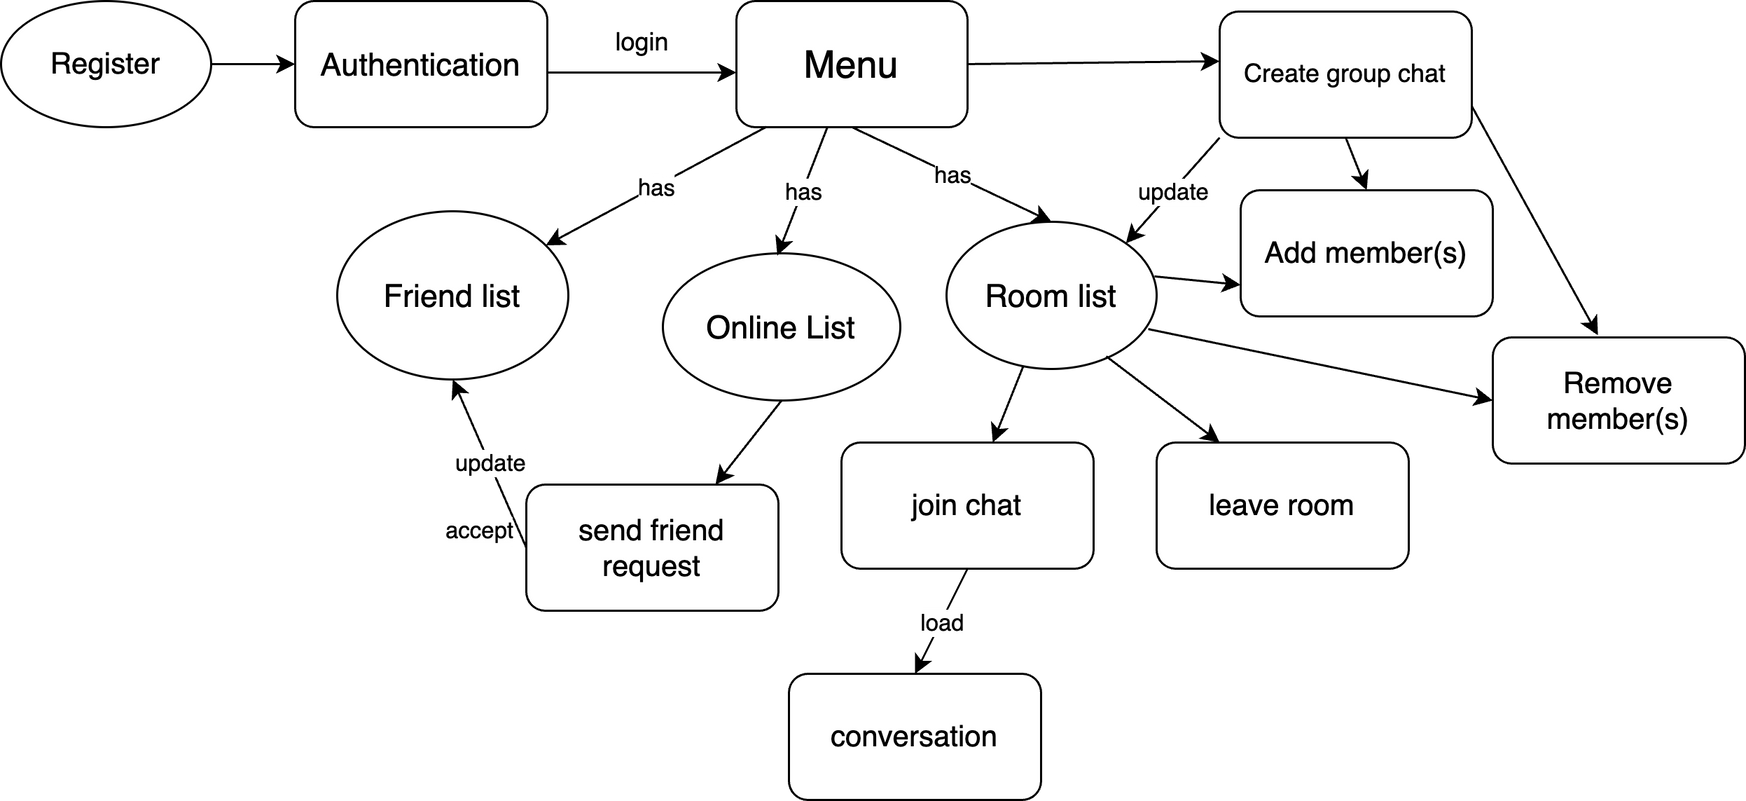 Register
Authentication
login
Menu
Create group chat
has
has
has
update
Friend list
Online List
Room list
Add member(s)
Remove
member(s)
update
accept
send friend
request
join chat
leave room
load
conversation